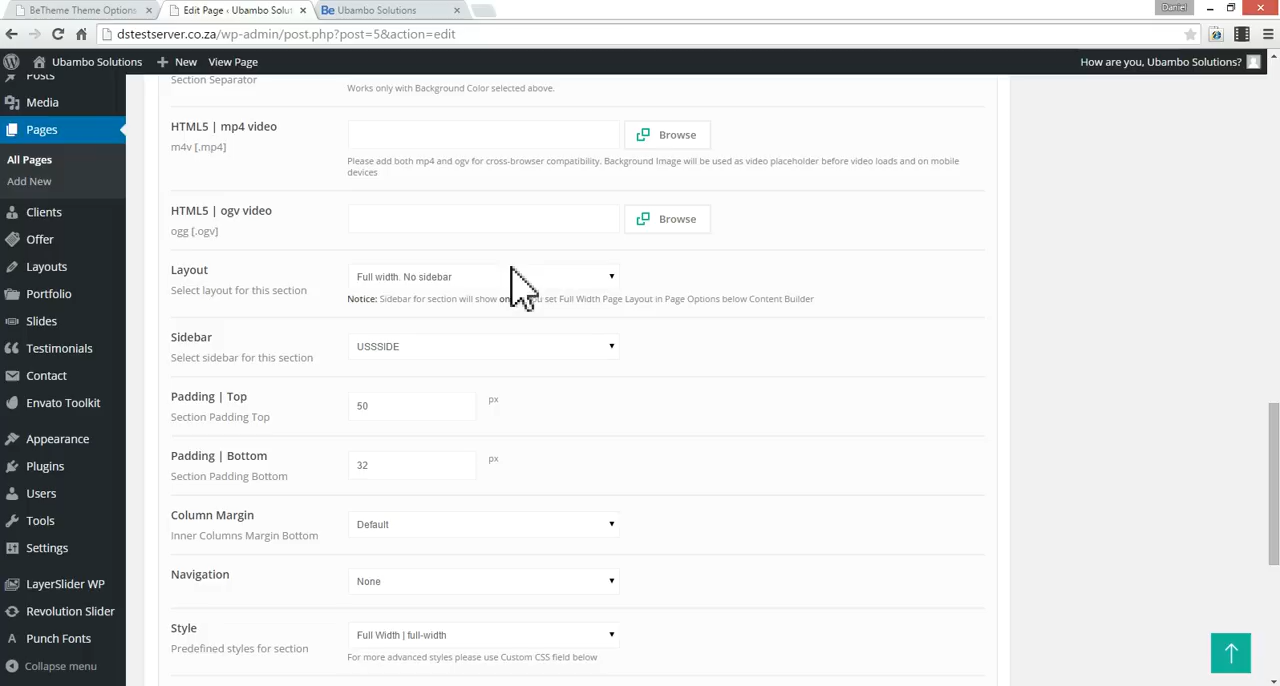 BeTheme Theme Options
Edit Page ‹ Ubambo Soluti
Be Ubambo Solutions
Daniel
dstestserver.co.za/wp-admin/post.php?post=5&action=edit
Ubambo Solutions
New
View Page
How are you, Ubambo Solutions?
Posts
Media
Pages
All Pages
Add New
Clients
Offer
Layouts
Portfolio
Slides
Testimonials
Contact
Envato Toolkit
Appearance
Plugins
Users
Tools
Settings
LayerSlider WP
Revolution Slider
Punch Fonts
Collapse menu
Section Separator
Works only with Background Color selected above.
HTML5 | mp4 video
m4v [.mp4]
Browse
Please add both mp4 and ogv for cross-browser compatibility. Background Image will be used as video placeholder before video loads and on mobile
devices
HTML5 | ogv video
ogg [.ogv]
Browse
Layout
Select layout for this section
Full width. No sidebar
Notice: Sidebar for section will show set Full Width Page Layout in Page Options below Content Builder
Sidebar
Select sidebar for this section
USSSIDE
Padding | Top
Section Padding Top
50
px
Padding | Bottom
Section Padding Bottom
32
px
Column Margin
Inner Columns Margin Bottom
Default
Navigation
None
Style
Predefined styles for section
Full Width | full-width
For more advanced styles please use Custom CSS field below